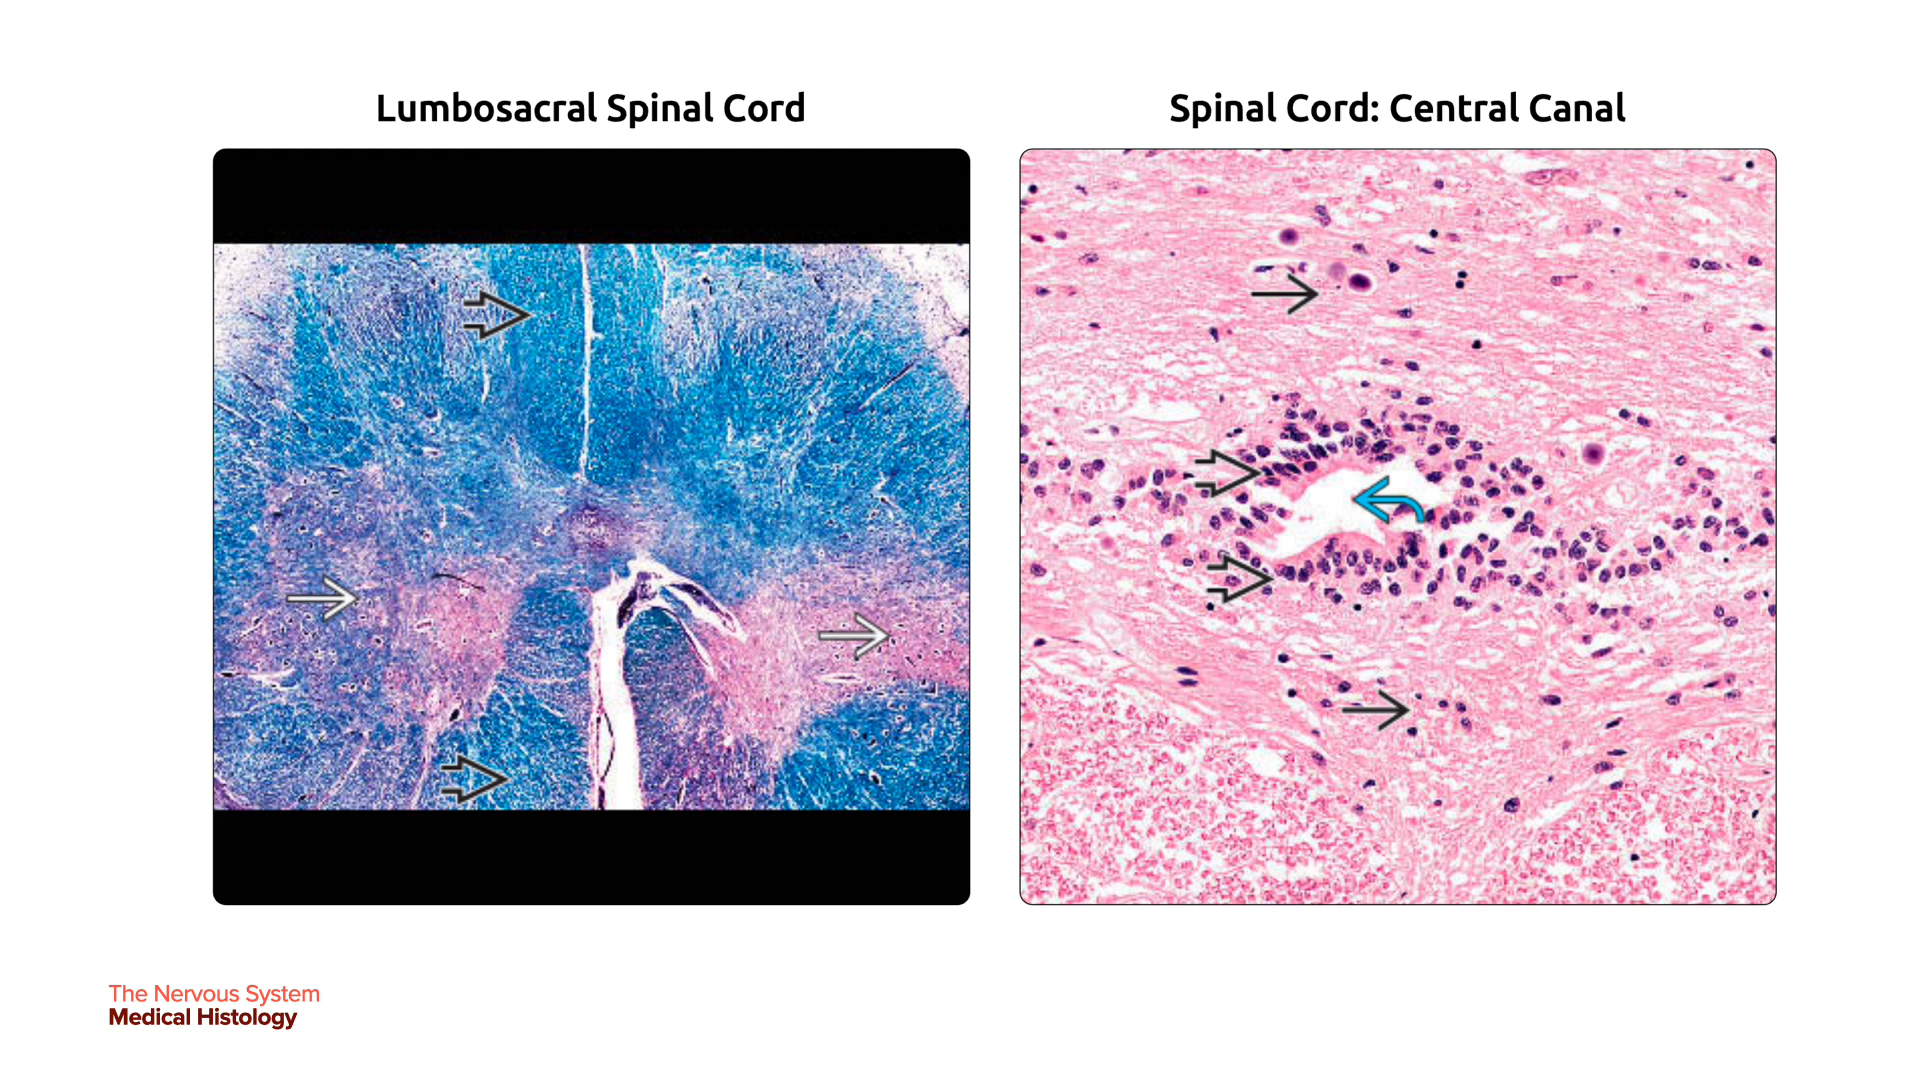 Lumbosacral Spinal Cord
Spinal Cord: Central Canal
The Nervous System
Medical Histology